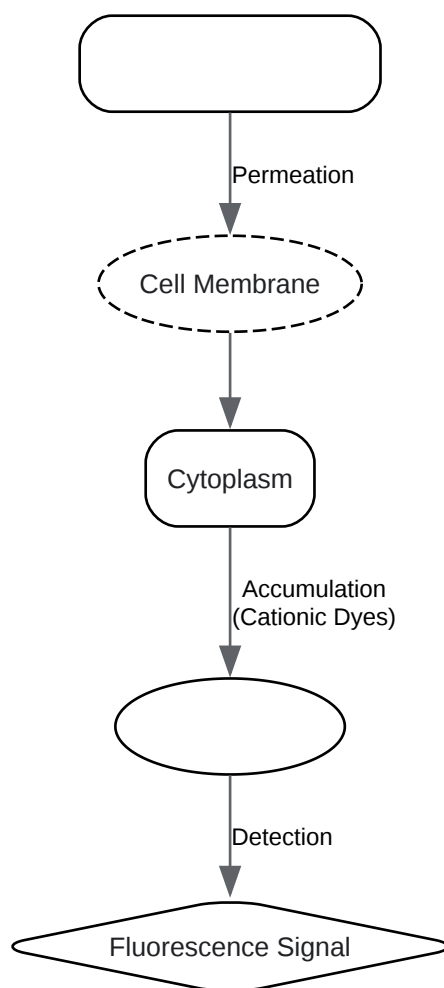 Permeation
Cell Membrane
Cytoplasm
Accumulation
(Cationic Dyes)
Detection
Fluorescence Signal